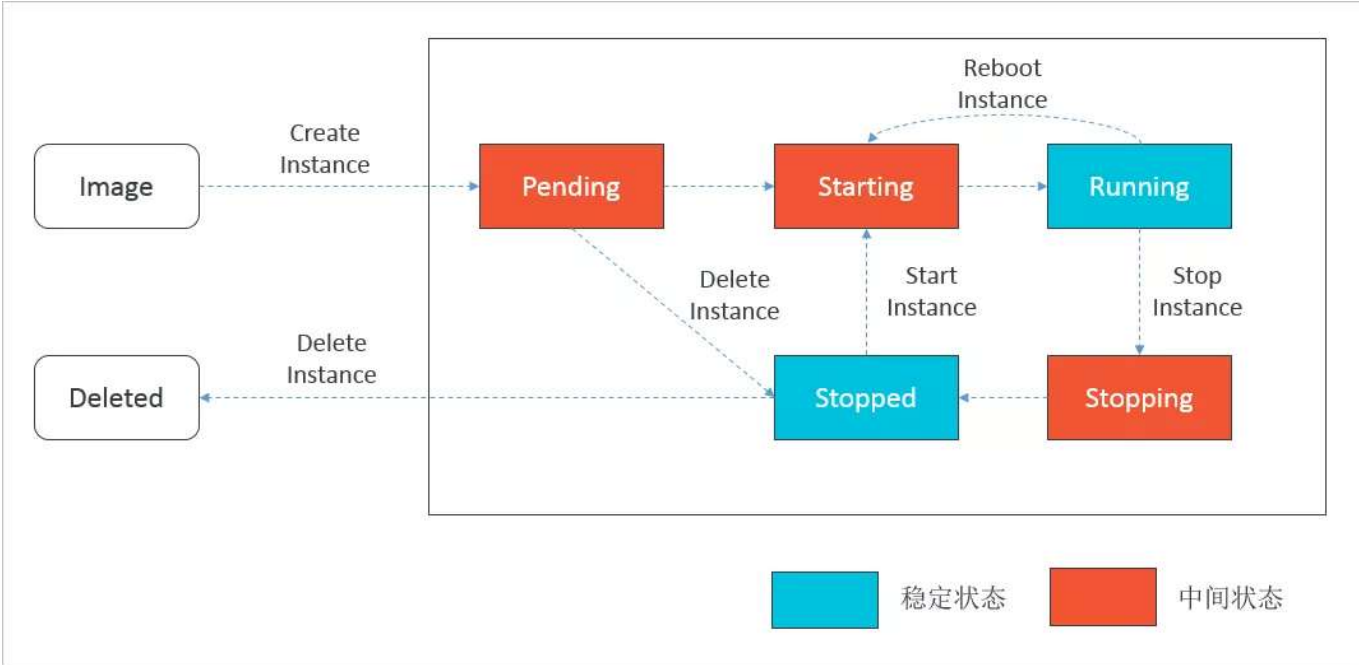 Reboot
Instance
Create
Instance
Image
Pending
Starting
Running
Delete
Instance
Start
Instance
Stop
Instance
Delete
Instance
Deleted
Stopped
Stopping
稳定状态
中间状态